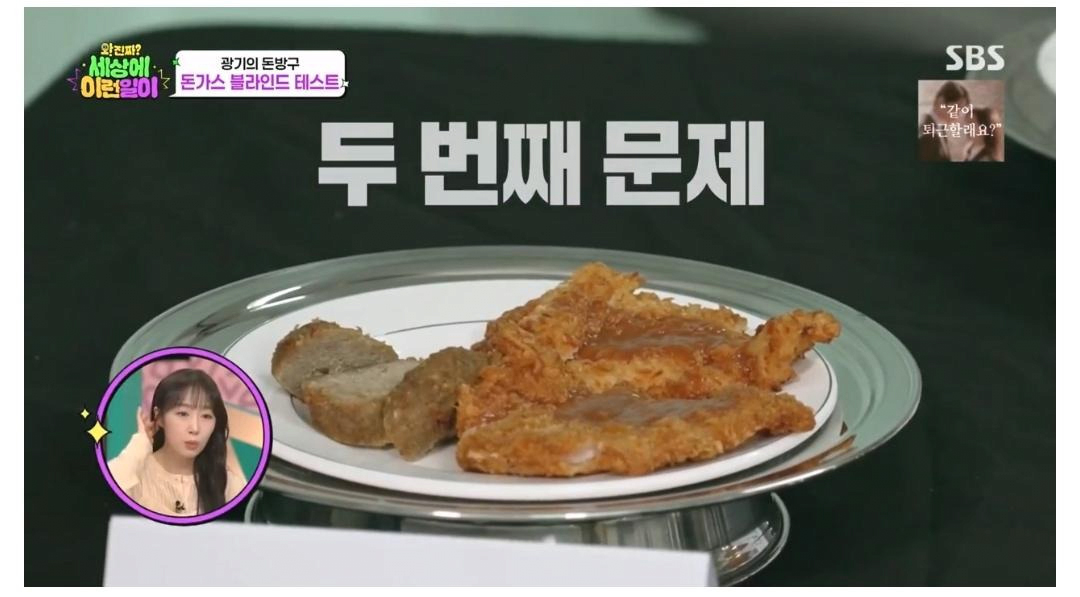 와진짜?
세상에
이런일이
광기의 돈방구
돈가스 블라인드 테스트
SBS
"같이
퇴근할래요?"
두 번째 문제